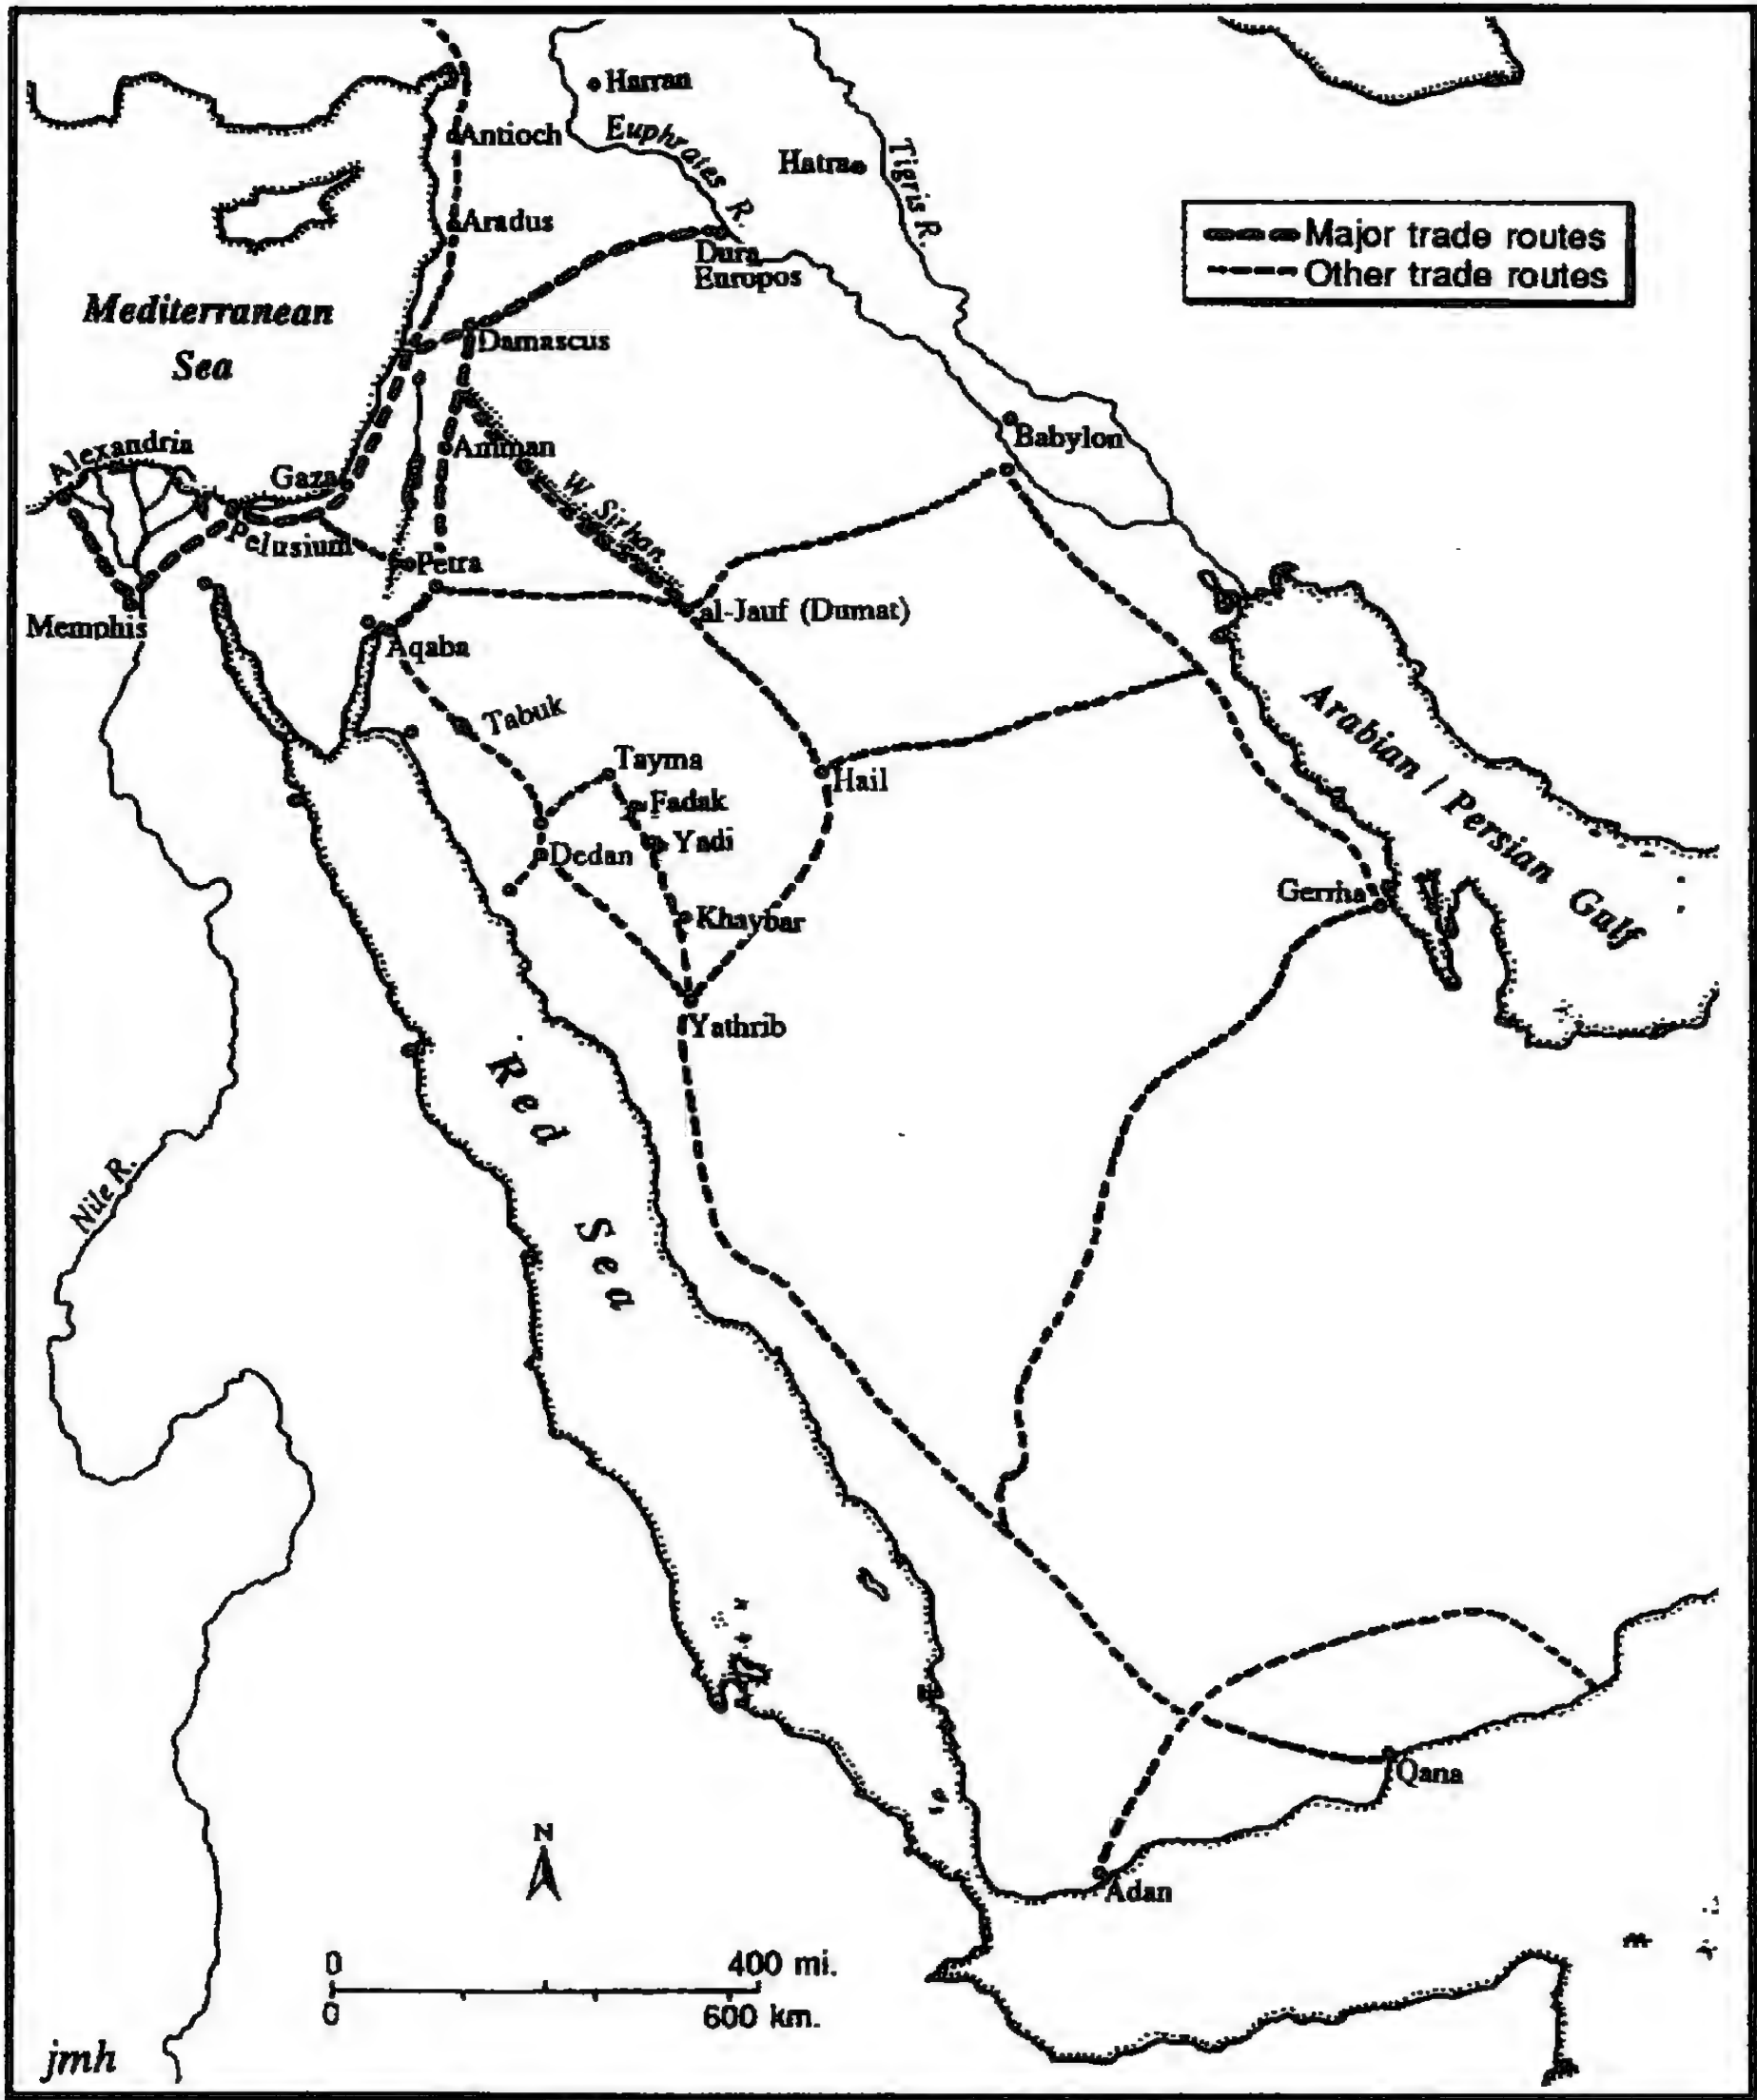 Harran
Antioch
Euphrates R.
Hatra
Tigris R.
Aradus
Major trade routes
Other trade routes
Dura
Europos
Mediterranean
Sea
Damascus
Alexandria
Gaza
Amman
W. Sirhan
Babylon
Pelusium
Petra
Memphis
al-Jauf (Dumat)
Aqaba
Tabuk
Tayma
Hail
Fadak
Yadi
Dedan
Arabian / Persian Gulf
Gerrha
Khaybar
Yathrib
Red Sea
Nile R.
Qana
Adan
N
0 400 mi.
0 600 km.
jmh